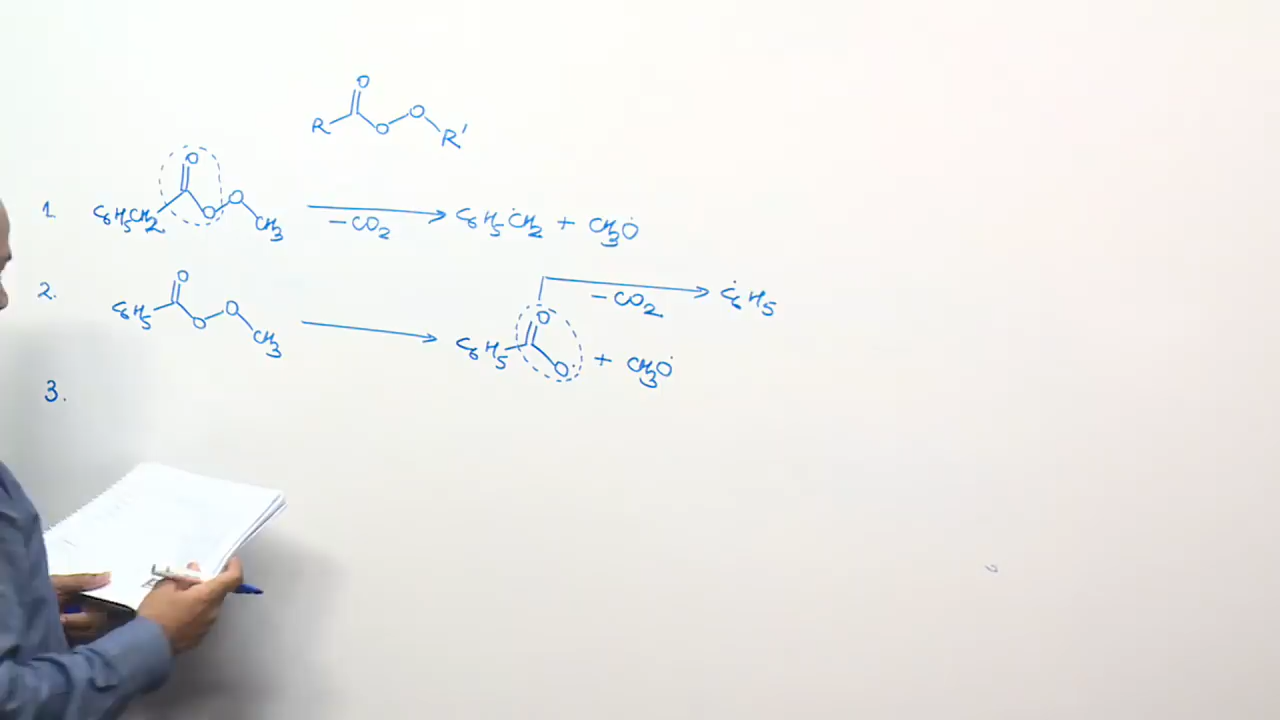 O
R O O R'
1. C6H5CH2 O O O CH3 −CO2 C6H5ĊH2 + CH3Ȯ
2. C6H5 O O O CH3 C6H5 O O· + CH3Ȯ −CO2 Ċ6H5
3.